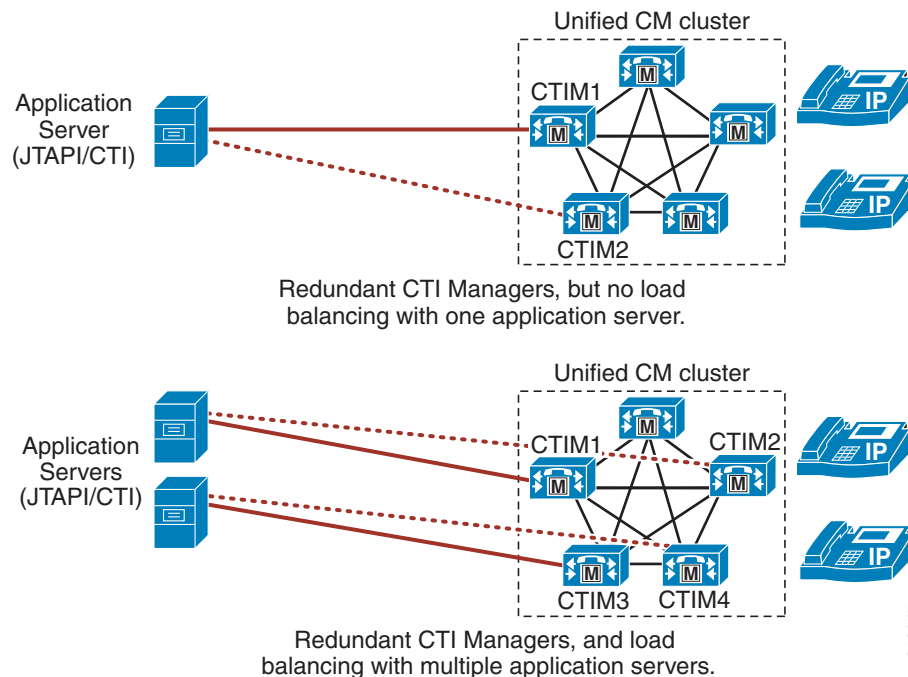 Unified CM cluster
Application
Server
(JTAPI/CTI)
CTIM1
M
M
M
M
M
CTIM2
IP
IP
Redundant CTI Managers, but no load
balancing with one application server.
Unified CM cluster
Application
Servers
(JTAPI/CTI)
CTIM1
CTIM2
M
M
M
M
M
CTIM3
CTIM4
IP
IP
Redundant CTI Managers, and load
balancing with multiple application servers.